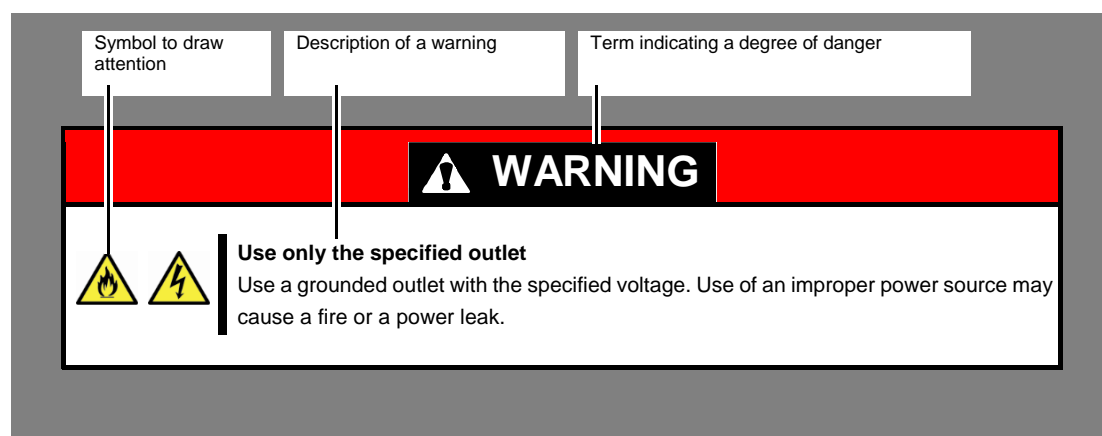 Symbol to draw
attention
Description of a warning
Term indicating a degree of danger
WARNING
Use only the specified outlet
Use a grounded outlet with the specified voltage. Use of an improper power source may
cause a fire or a power leak.